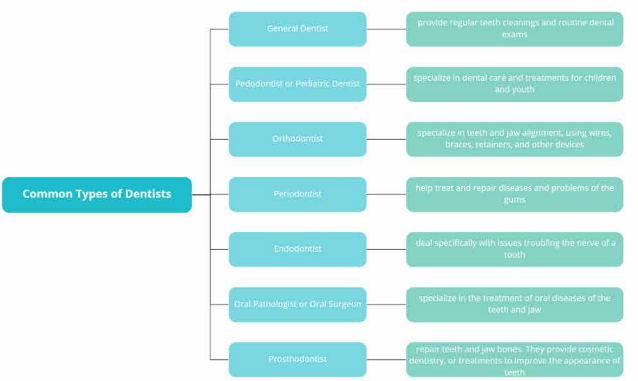 General Dentist
provide regular teeth cleanings and routine dental
exams
Pedodontist or Pediatric Dentist
specialize in dental care and treatments for children
and youth
Orthodontist
specialize in teeth and jaw alignment, using wires,
braces, retainers, and other devices
Common Types of Dentists
Periodontist
help treat and repair diseases and problems of the
gums
Endodontist
deal specifically with issues troubling the nerve of a
tooth
Oral Pathologist or Oral Surgeon
specialize in the treatment of oral diseases of the
teeth and jaw
Prosthodontist
repair teeth and jaw bones. They provide cosmetic
dentistry, or treatments to improve the appearance of
teeth